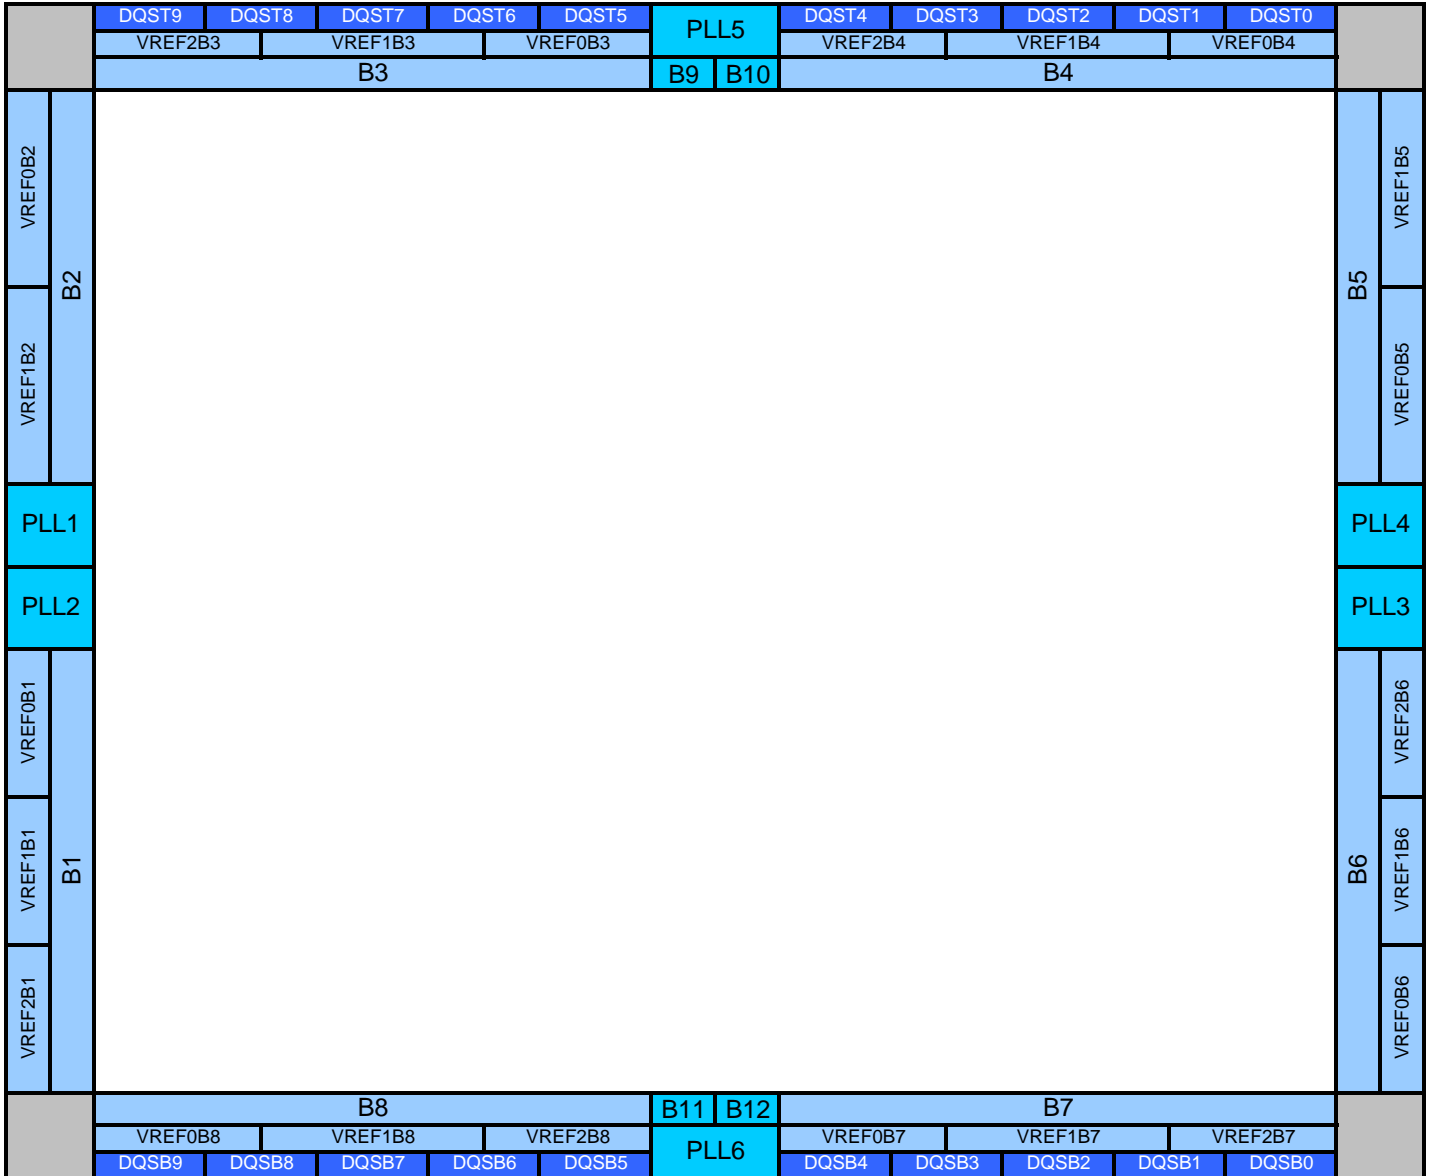 DQST9 DQST8 DQST7 DQST6 DQST5 PLL5 DQST4 DQST3 DQST2 DQST1 DQST0
VREF2B3 VREF1B3 VREF0B3 VREF2B4 VREF1B4 VREF0B4
B3 B9 B10 B4
VREF0B2
VREF1B2
B2
PLL1
PLL2
VREF0B1
VREF1B1
VREF2B1
B1
B5
VREF1B5
VREF0B5
PLL4
PLL3
B6
VREF2B6
VREF1B6
VREF0B6
B8 B11 B12 B7
VREF0B8 VREF1B8 VREF2B8 PLL6 VREF0B7 VREF1B7 VREF2B7
DQSB9 DQSB8 DQSB7 DQSB6 DQSB5 DQSB4 DQSB3 DQSB2 DQSB1 DQSB0